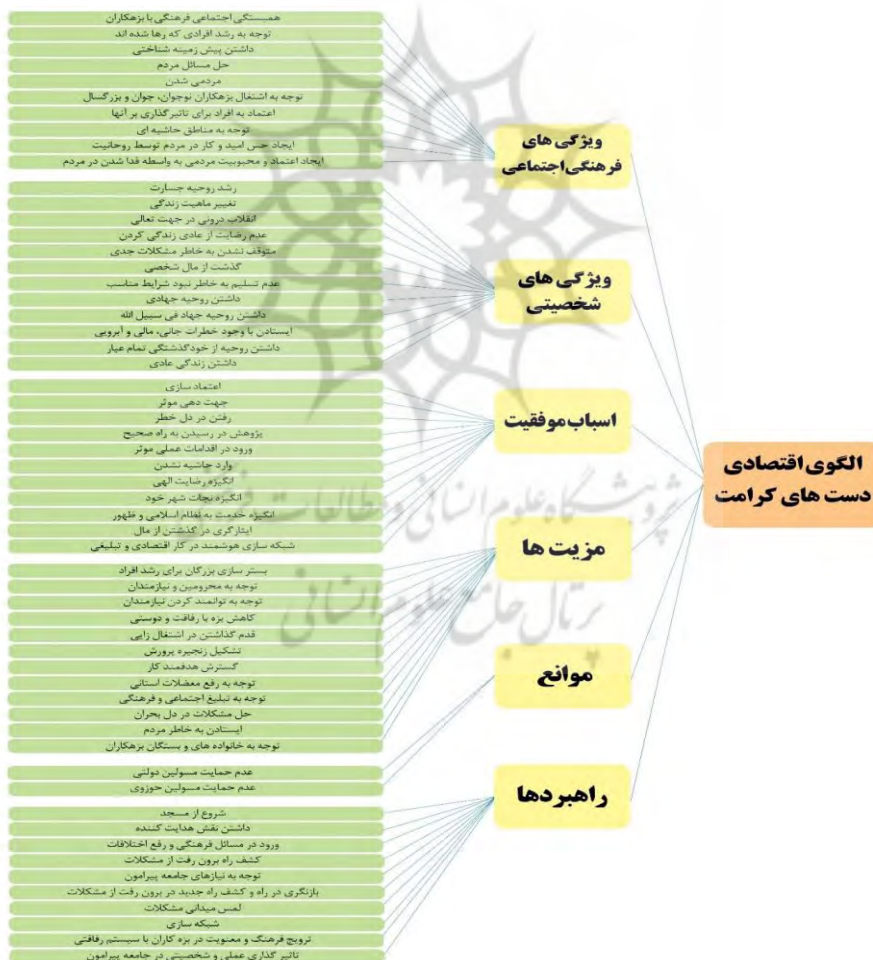 الگوی اقتصادی
دست های کرامت
ویژگی های
فرهنگی اجتماعی
همبستگی اجتماعی فرهنگی با بزهکاران
توجه به رشد افرادی که رها شده اند
داشتن پیش زمینه شناختی
حل مسائل مردم
مردمی شدن
توجه به اشتغال بزهکاران نوجوان، جوان و بزرگسال
اعتماد به افراد برای تاثیرگذاری بر آنها
توجه به مناطق حاشیه ای
ایجاد حس امید و کار در مردم توسط روحانیت
ایجاد اعتماد و محبوبیت مردمی به واسطه فدا شدن در مردم
ویژگی های
شخصیتی
رشد روحیه جسارت
تغییر ماهیت زندگی
انقلاب درونی در جهت تعالی
عدم رضایت از عادی زندگی کردن
متوقف نشدن به خاطر مشکلات جدی
گذشت از مال شخصی
عدم تسلیم به خاطر نبود شرایط مناسب
داشتن روحیه جهادی
داشتن روحیه جهاد فی سبیل الله
ایستادن با وجود خطرات جانی، مالی و آبرویی
داشتن روحیه از خودگذشتگی تمام عیار
داشتن زندگی عادی
اسباب موفقیت
اعتماد سازی
جهت دهی موثر
رفتن در دل خطر
پژوهش در رسیدن به راه صحیح
ورود در اقدامات عملی موثر
وارد حاشیه نشدن
انگیزه رضایت الهی
انگیزه نجات شهر خود
انگیزه خدمت به نظام اسلامی و ظهور
ایثارگری در گذشتن از مال
شبکه سازی هوشمند در کار اقتصادی و تبلیغی
مزیت ها
بستر سازی بزرگان برای رشد افراد
توجه به محرومین و نیازمندان
توجه به توانمند کردن نیازمندان
کاهش بزه با رفاقت و دوستی
قدم گذاشتن در اشتغال زایی
تشکیل زنجیره پرورش
گسترش هدفمند کار
توجه به رفع معضلات استانی
توجه به تبلیغ اجتماعی و فرهنگی
حل مشکلات در دل بحران
ایستادن به خاطر مردم
توجه به خانواده های و بستگان بزهکاران
موانع
عدم حمایت مسولین دولتی
عدم حمایت مسولین حوزوی
راهبردها
شروع از مسجد
داشتن نقش هدایت کننده
ورود در مسائل فرهنگی و رفع اختلافات
کشف راه برون رفت از مشکلات
توجه به نیازهای جامعه پیرامون
بازنگری در راه و کشف راه جدید در برون رفت از مشکلات
لمس میدانی مشکلات
شبکه سازی
ترویج فرهنگ و معنویت در بزه کاران با سیستم رفاقتی
تاثیر گذاری عملی و شخصیتی در جامعه پیرامون
پژوهشگاه علوم انسانی و مطالعات
پرتال جامع علوم انسانی